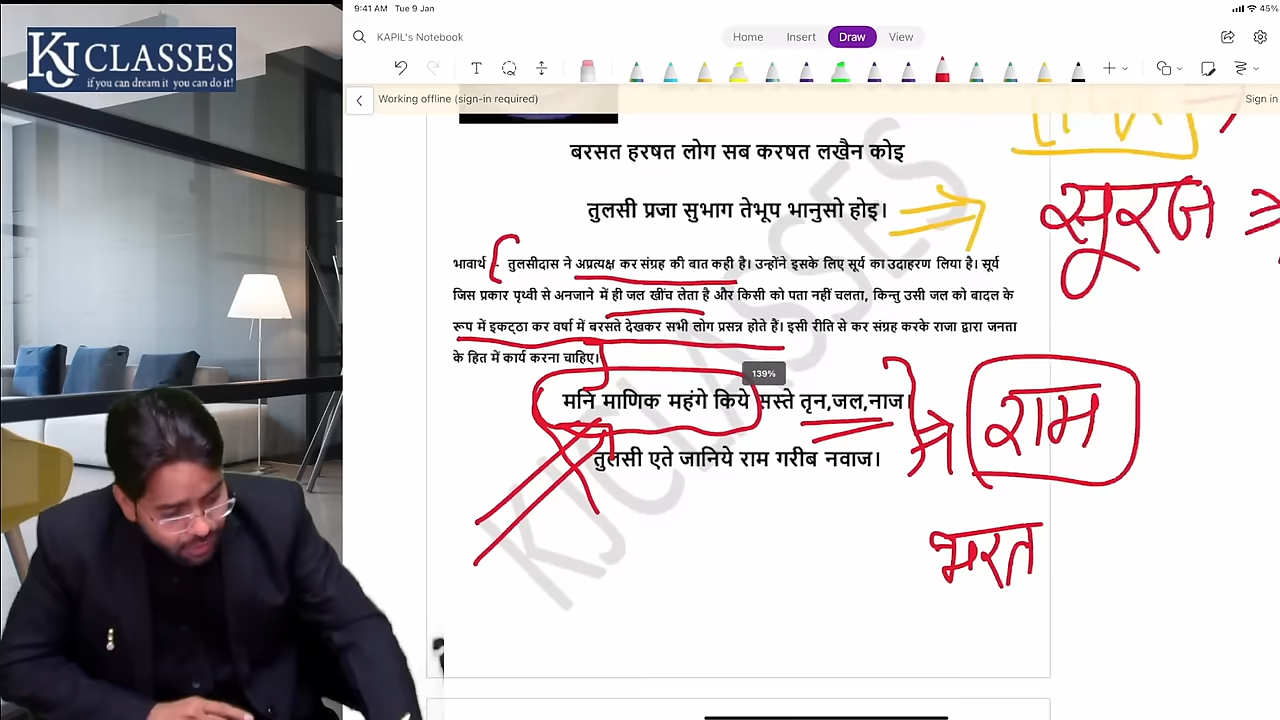 9:41 AM Tue 9 Jan
45%
KJ CLASSES
if you can dream it you can do it!
KAPIL's Notebook
Home Insert Draw View
Working offline (sign-in required)
Sign in
बरसत हरषत लोग सब करषत लखैन कोइ
तुलसी प्रजा सुभाग तेभूप भानुसो होइ।
सूरज
भावार्थ - तुलसीदास ने अप्रत्यक्ष कर संग्रह की बात कही है। उन्होंने इसके लिए सूर्य का उदाहरण लिया है। सूर्य
जिस प्रकार पृथ्वी से अनजाने में ही जल खींच लेता है और किसी को पता नहीं चलता, किन्तु उसी जल को बादल के
रूप में इकट्ठा कर वर्षा में बरसते देखकर सभी लोग प्रसन्न होते हैं। इसी रीति से कर संग्रह करके राजा द्वारा जनता
के हित में कार्य करना चाहिए।
139%
मनि माणिक महंगे किये सस्ते तृन,जल,नाज।
राम
तुलसी एते जानिये राम गरीब नवाज।
भरत
KJCLASSES